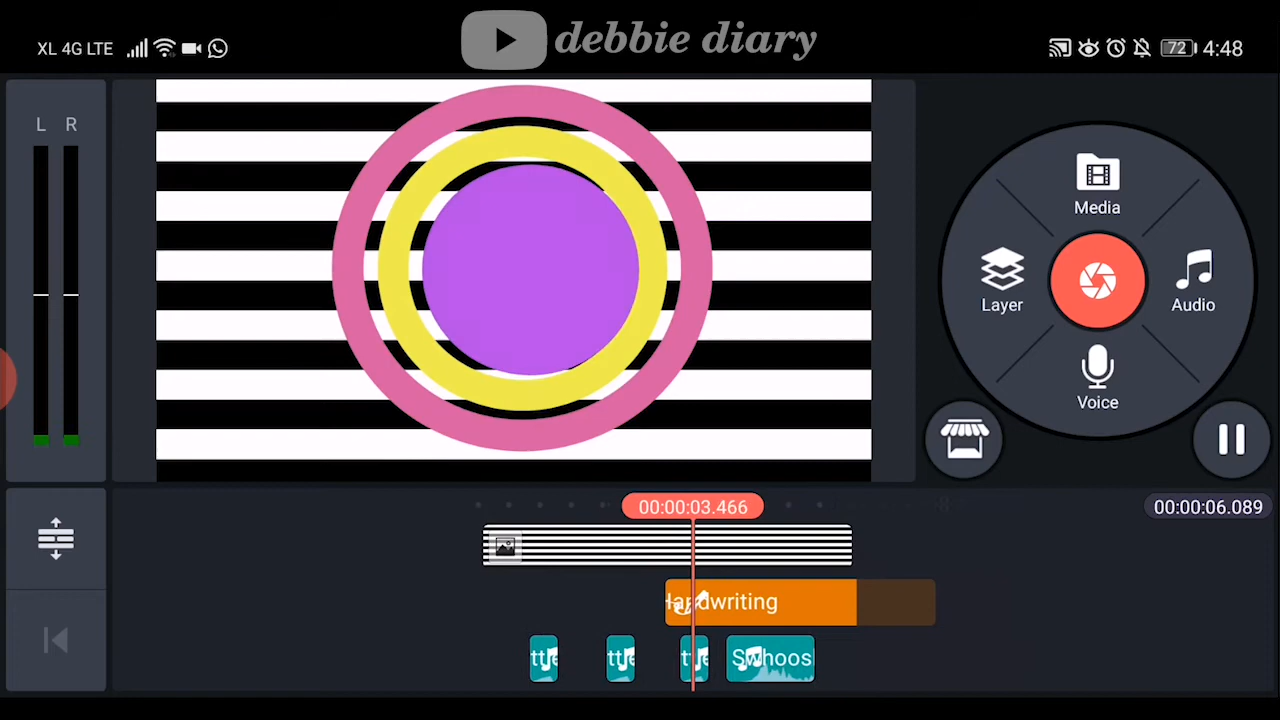 debbie diary
XL 4G LTE
72
4:48
L R
Media
Layer
Audio
Voice
00:00:03.466
00:00:06.089
Handwriting
Swhoos